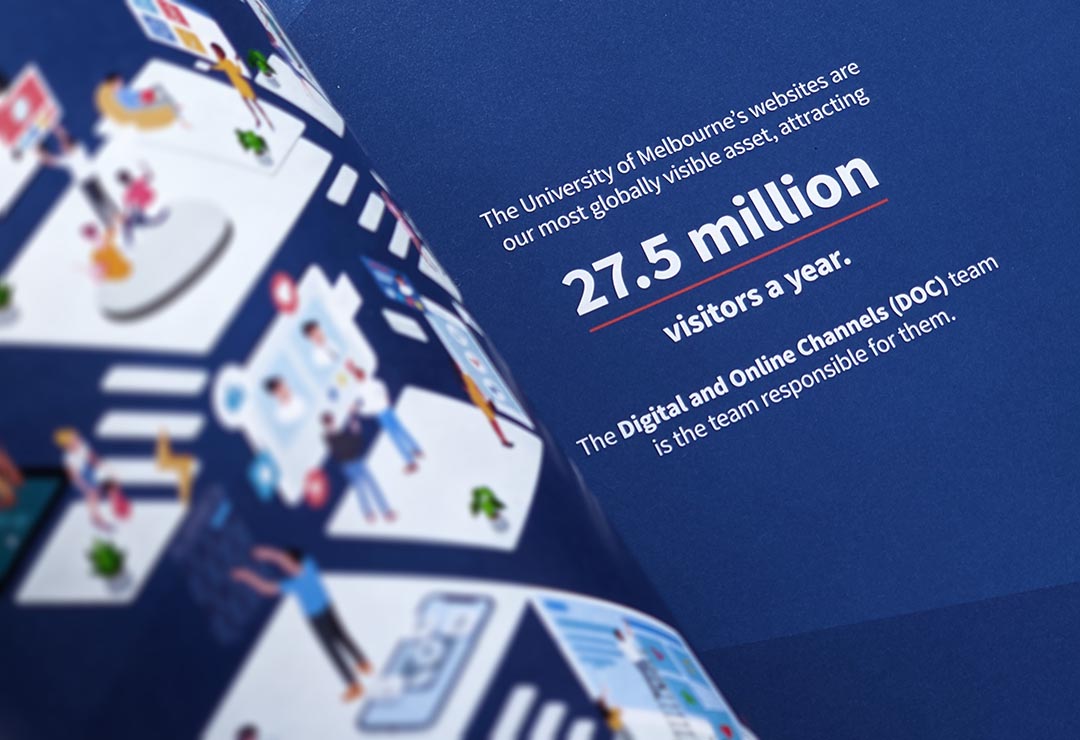 The University of Melbourne's websites are
our most globally visible asset, attracting
27.5 million
visitors a year.
The Digital and Online Channels (DOC) team
is the team responsible for them.